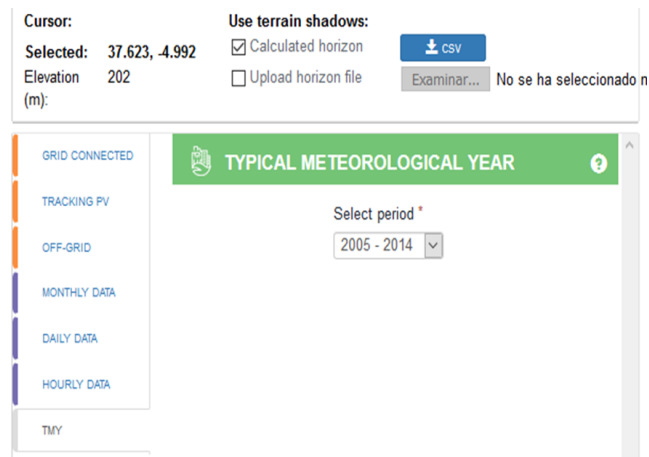 Cursor:
Use terrain shadows:
Selected: 37.623, -4.992
Calculated horizon
csv
Elevation (m): 202
Upload horizon file
Examinar... No se ha seleccionado
GRID CONNECTED
TRACKING PV
OFF-GRID
MONTHLY DATA
DAILY DATA
HOURLY DATA
TMY
TYPICAL METEOROLOGICAL YEAR
?
Select period *
2005 - 2014